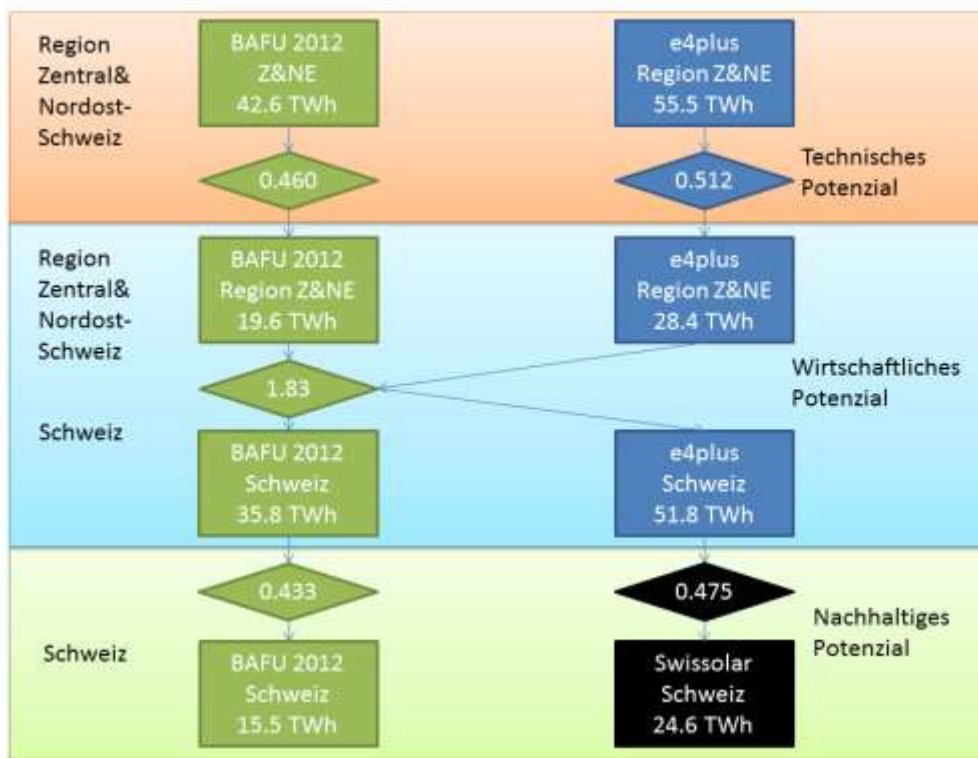 Region
Zentral&
Nordost-
Schweiz
BAFU 2012
Z&NE
42.6 TWh
e4plus
Region Z&NE
55.5 TWh
0.460
0.512
Technisches
Potenzial
Region
Zentral&
Nordost-
Schweiz
BAFU 2012
Region Z&NE
19.6 TWh
e4plus
Region Z&NE
28.4 TWh
1.83
Wirtschaftliches
Potenzial
Schweiz
BAFU 2012
Schweiz
35.8 TWh
e4plus
Schweiz
51.8 TWh
0.433
0.475
Nachhaltiges
Potenzial
Schweiz
BAFU 2012
Schweiz
15.5 TWh
Swissolar
Schweiz
24.6 TWh